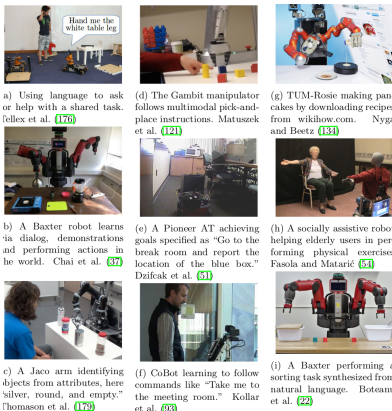 Hand me the
white table leg
a) Using language to ask
or help with a shared task.
Tellex et al. (176)
(d) The Gambit manipulator
follows multimodal pick-and-
place instructions. Matuszek
et al. (121)
(g) TUM-Rosie making pan
cakes by downloading recipes
from wikihow.com. Nyga
and Beetz (134)
b) A Baxter robot learns
via dialog, demonstrations
and performing actions in
the world. Chai et al. (37)
(e) A Pioneer AT achieving
goals specified as “Go to the
break room and report the
location of the blue box.”
Dzifcak et al. (51)
(h) A socially assistive robot
helping elderly users in per
forming physical exercises
Fasola and Matarić (54)
c) A Jaco arm identifying
objects from attributes, here
“silver, round, and empty.”
Thomason et al. (179)
(f) CoBot learning to follow
commands like “Take me to
the meeting room.” Kollar
et al. (93)
(i) A Baxter performing a
sorting task synthesized from
natural language. Boteanu
et al. (22)